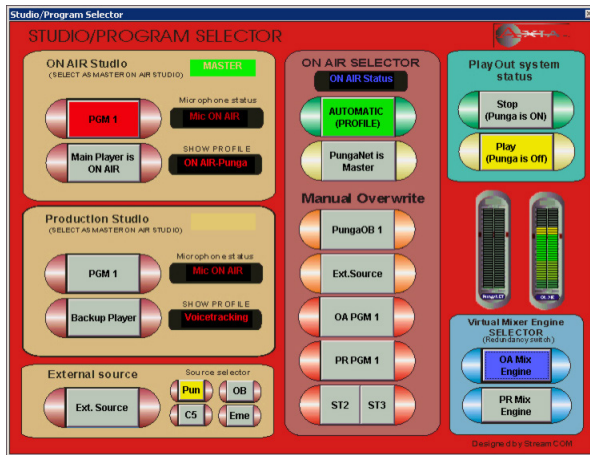 Studio/Program Selector
STUDIO/PROGRAM SELECTOR
AXIA
ON AIR Studio
(SELECT AS MASTER ON AIR STUDIO)
MASTER
PGM 1
Microphone status
Mic ON AIR
Main Player is
ON AIR
SHOW PROFILE
ON AIR-Punga
Production Studio
(SELECT AS MASTER ON AIR STUDIO)
PGM 1
Microphone status
Mic ON AIR
Backup Player
SHOW PROFILE
Voicetracking
External source
Ext. Source
Source selector
Pun
OB
C5
Eme
ON AIR SELECTOR
ON AIR Status
AUTOMATIC
(PROFILE)
PungaNet is
Master
Manual Overwrite
PungaOB 1
Ext.Source
OA PGM 1
PR PGM 1
ST2
ST3
PlayOut system
status
Stop
(Punga is ON)
Play
(Punga is Off)
Virtual Mixer Engine
SELECTOR
(Redundancy switch)
OA Mix
Engine
PR Mix
Engine
Designed by StreamCOM